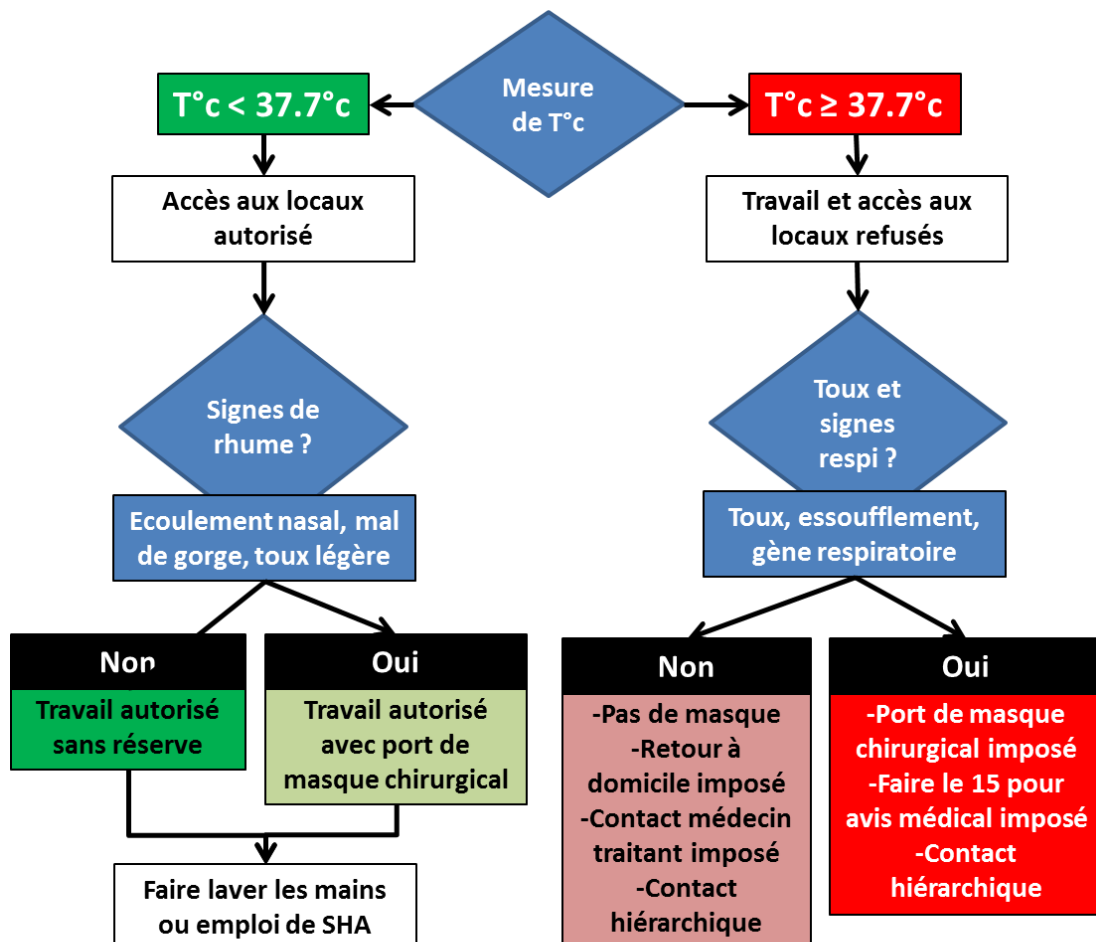 Mesure
de T°c
T°c < 37.7°c
T°c ≥ 37.7°c
Accès aux locaux
autorisé
Travail et accès aux
locaux refusés
Signes de
rhume ?
Toux et
signes
respi ?
Ecoulement nasal, mal
de gorge, toux légère
Toux, essoufflement,
gène respiratoire
Non
Travail autorisé
sans réserve
Oui
Travail autorisé
avec port de
masque chirurgical
Non
-Pas de masque
-Retour à
domicile imposé
-Contact médecin
traitant imposé
-Contact
hiérarchique
Oui
-Port de masque
chirurgical imposé
-Faire le 15 pour
avis médical imposé
-Contact
hiérarchique
Faire laver les mains
ou emploi de SHA